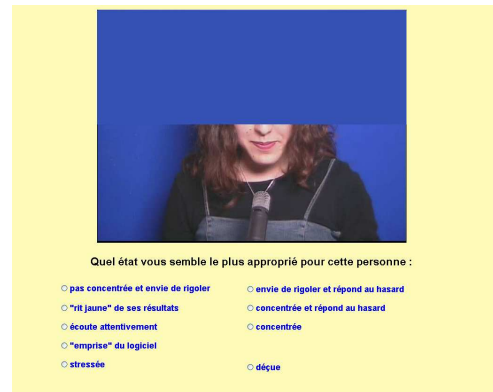 Quel état vous semble le plus approprié pour cette personne :
pas concentrée et envie de rigoler
envie de rigoler et répond au hasard
"rit jaune" de ses résultats
concentrée et répond au hasard
écoute attentivement
concentrée
"emprise" du logiciel
stressée
déçue